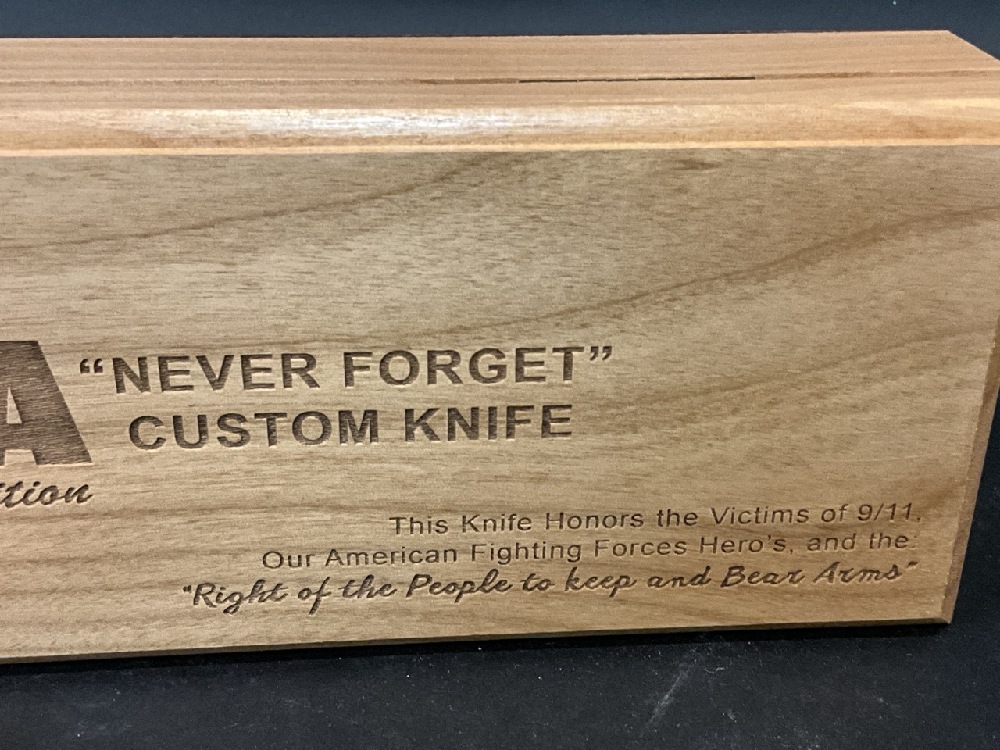 A "NEVER FORGET"
CUSTOM KNIFE
ition
This Knife Honors the Victims of 9/11,
Our American Fighting Forces Hero's, and the:
"Right of the People to keep and Bear Arms"